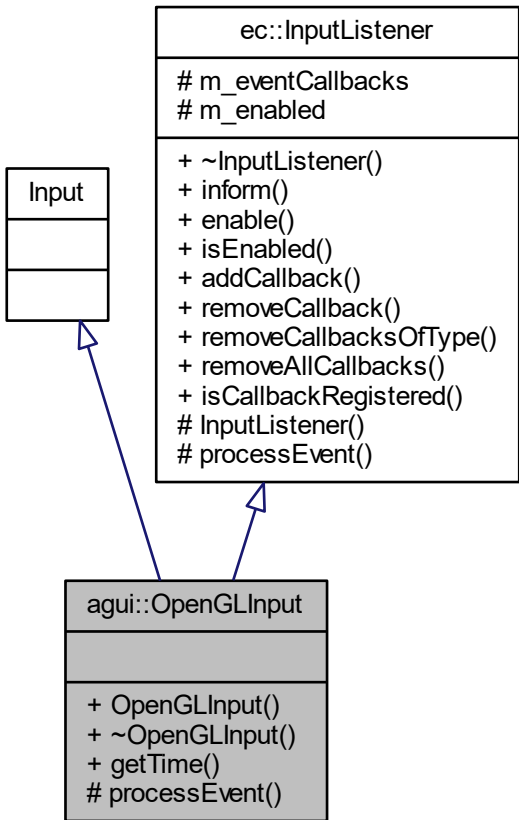 ec::InputListener
# m_eventCallbacks
# m_enabled
+ ~InputListener()
+ inform()
+ enable()
+ isEnabled()
+ addCallback()
+ removeCallback()
+ removeCallbacksOfType()
+ removeAllCallbacks()
+ isCallbackRegistered()
# InputListener()
# processEvent()
Input
agui::OpenGLInput
+ OpenGLInput()
+ ~OpenGLInput()
+ getTime()
# processEvent()